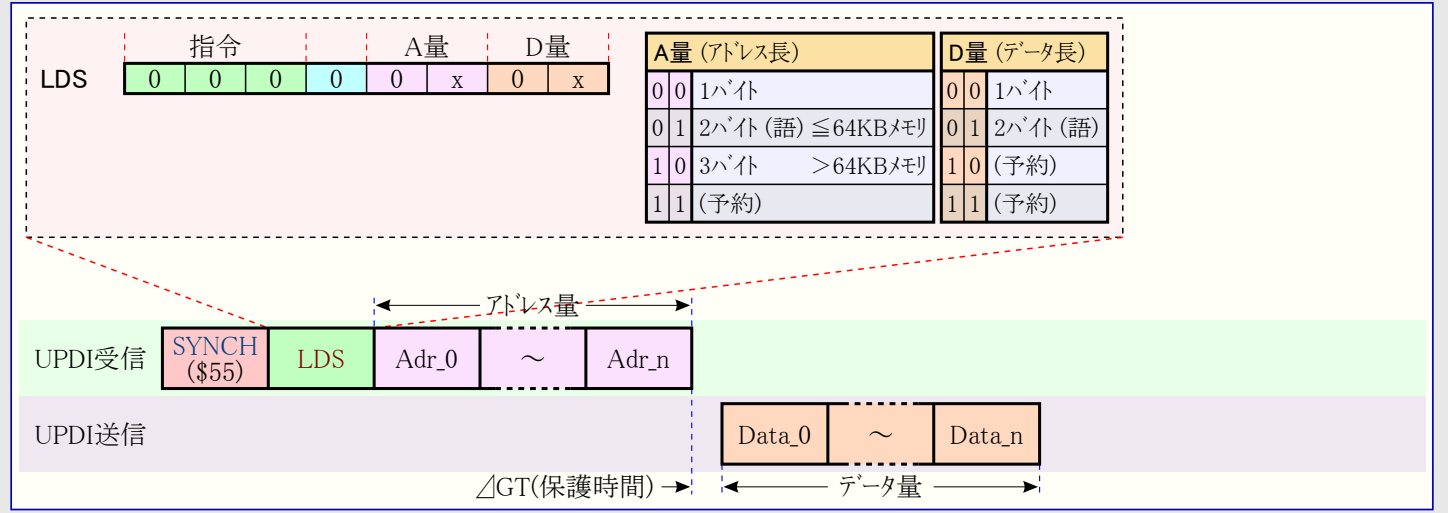 指令 A量 D量
LDS 0 0 0 0 0 x 0 x
A量 (アドレス長)
0 0 1バイト
0 1 2バイト (語) ≦64KBメモリ
1 0 3バイト >64KBメモリ
1 1 (予約)
D量 (データ長)
0 0 1バイト
0 1 2バイト (語)
1 0 (予約)
1 1 (予約)
アドレス量
UPDI受信 SYNCH ($55) LDS Adr_0 ～ Adr_n
UPDI送信 Data_0 ～ Data_n
⊿GT(保護時間) データ量